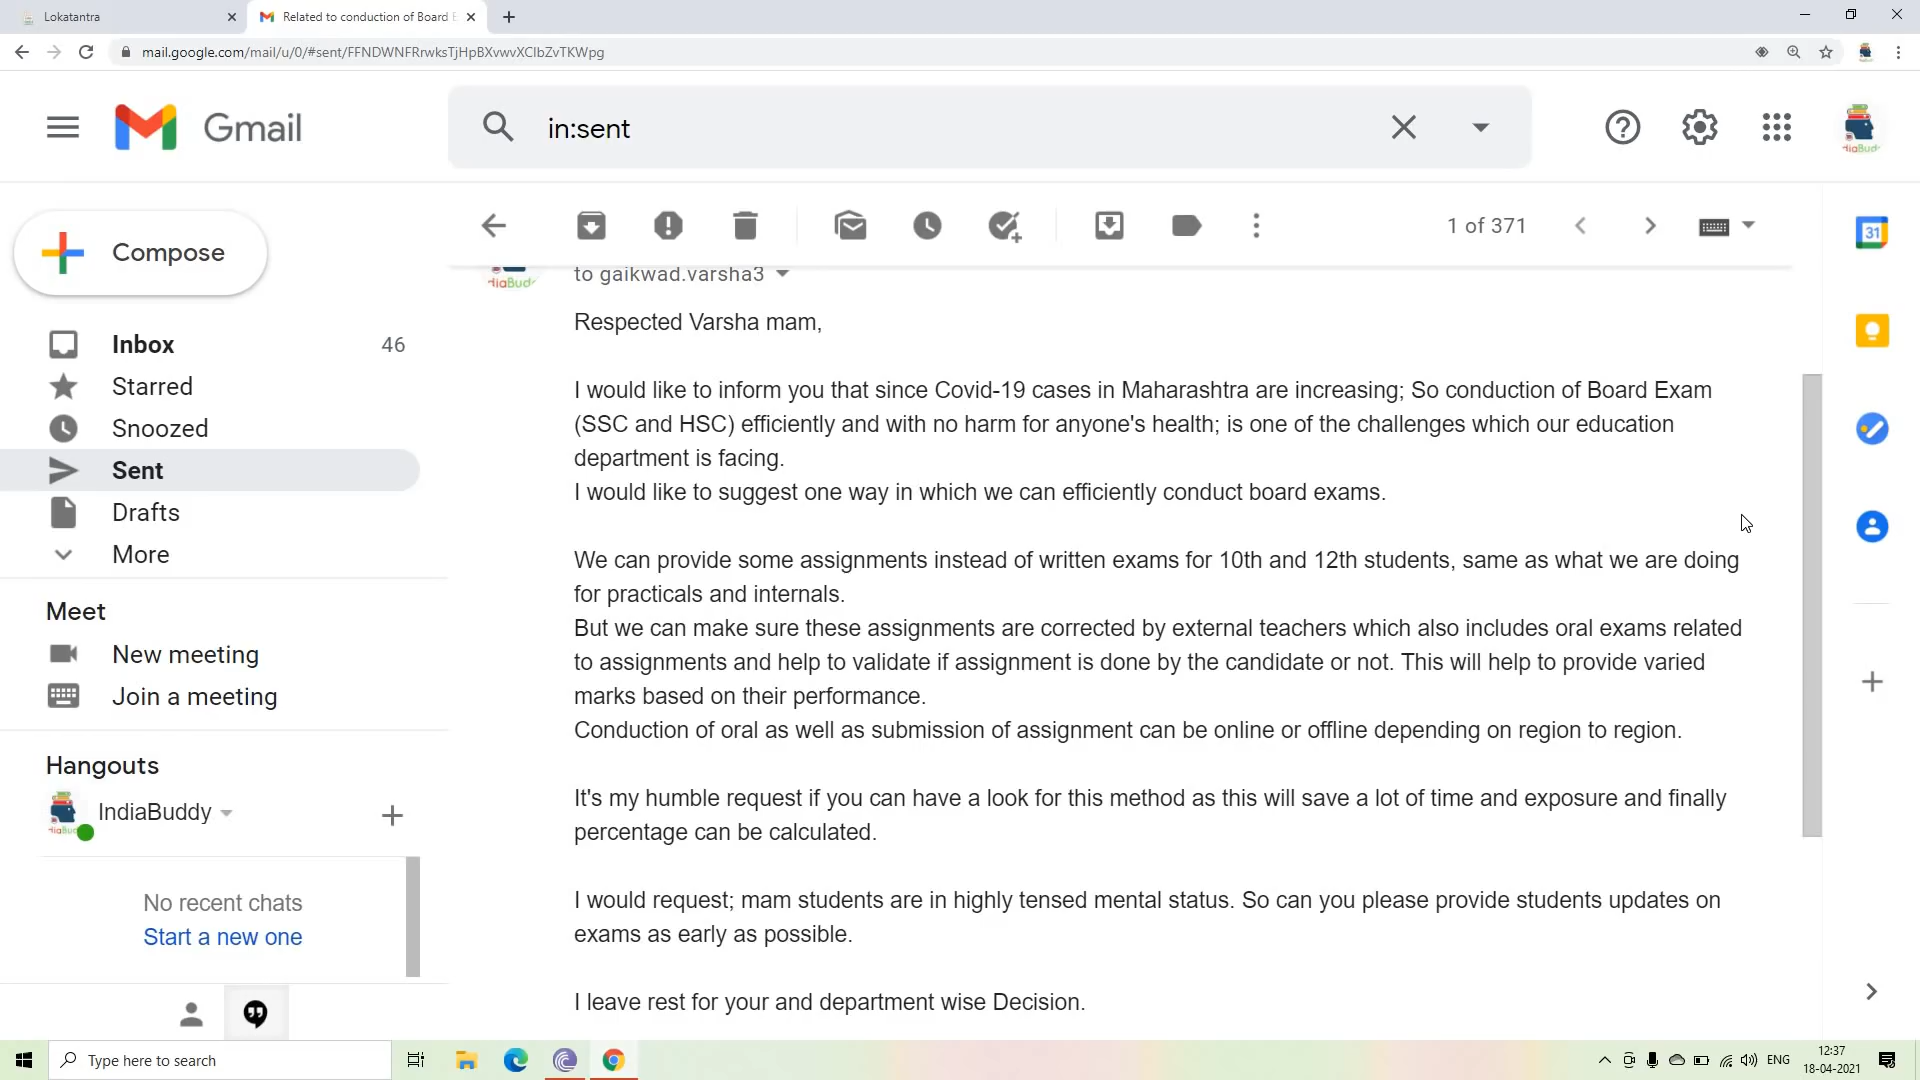 Lokatantra
Related to conduction of Board E
mail.google.com/mail/u/0/#sent/FFNDWNFRrwksTjHpBXvwvXClbZvTKWpg
Gmail
in:sent
Compose
1 of 371
31
Inbox 46
Starred
Snoozed
Sent
Drafts
More
Meet
New meeting
Join a meeting
Hangouts
IndiaBuddy
No recent chats
Start a new one
to gaikwad.varsha3
Respected Varsha mam,
I would like to inform you that since Covid-19 cases in Maharashtra are increasing; So conduction of Board Exam
(SSC and HSC) efficiently and with no harm for anyone's health; is one of the challenges which our education
department is facing.
I would like to suggest one way in which we can efficiently conduct board exams.
We can provide some assignments instead of written exams for 10th and 12th students, same as what we are doing
for practicals and internals.
But we can make sure these assignments are corrected by external teachers which also includes oral exams related
to assignments and help to validate if assignment is done by the candidate or not. This will help to provide varied
marks based on their performance.
Conduction of oral as well as submission of assignment can be online or offline depending on region to region.
It's my humble request if you can have a look for this method as this will save a lot of time and exposure and finally
percentage can be calculated.
I would request; mam students are in highly tensed mental status. So can you please provide students updates on
exams as early as possible.
I leave rest for your and department wise Decision.
Type here to search
ENG
12:37
18-04-2021